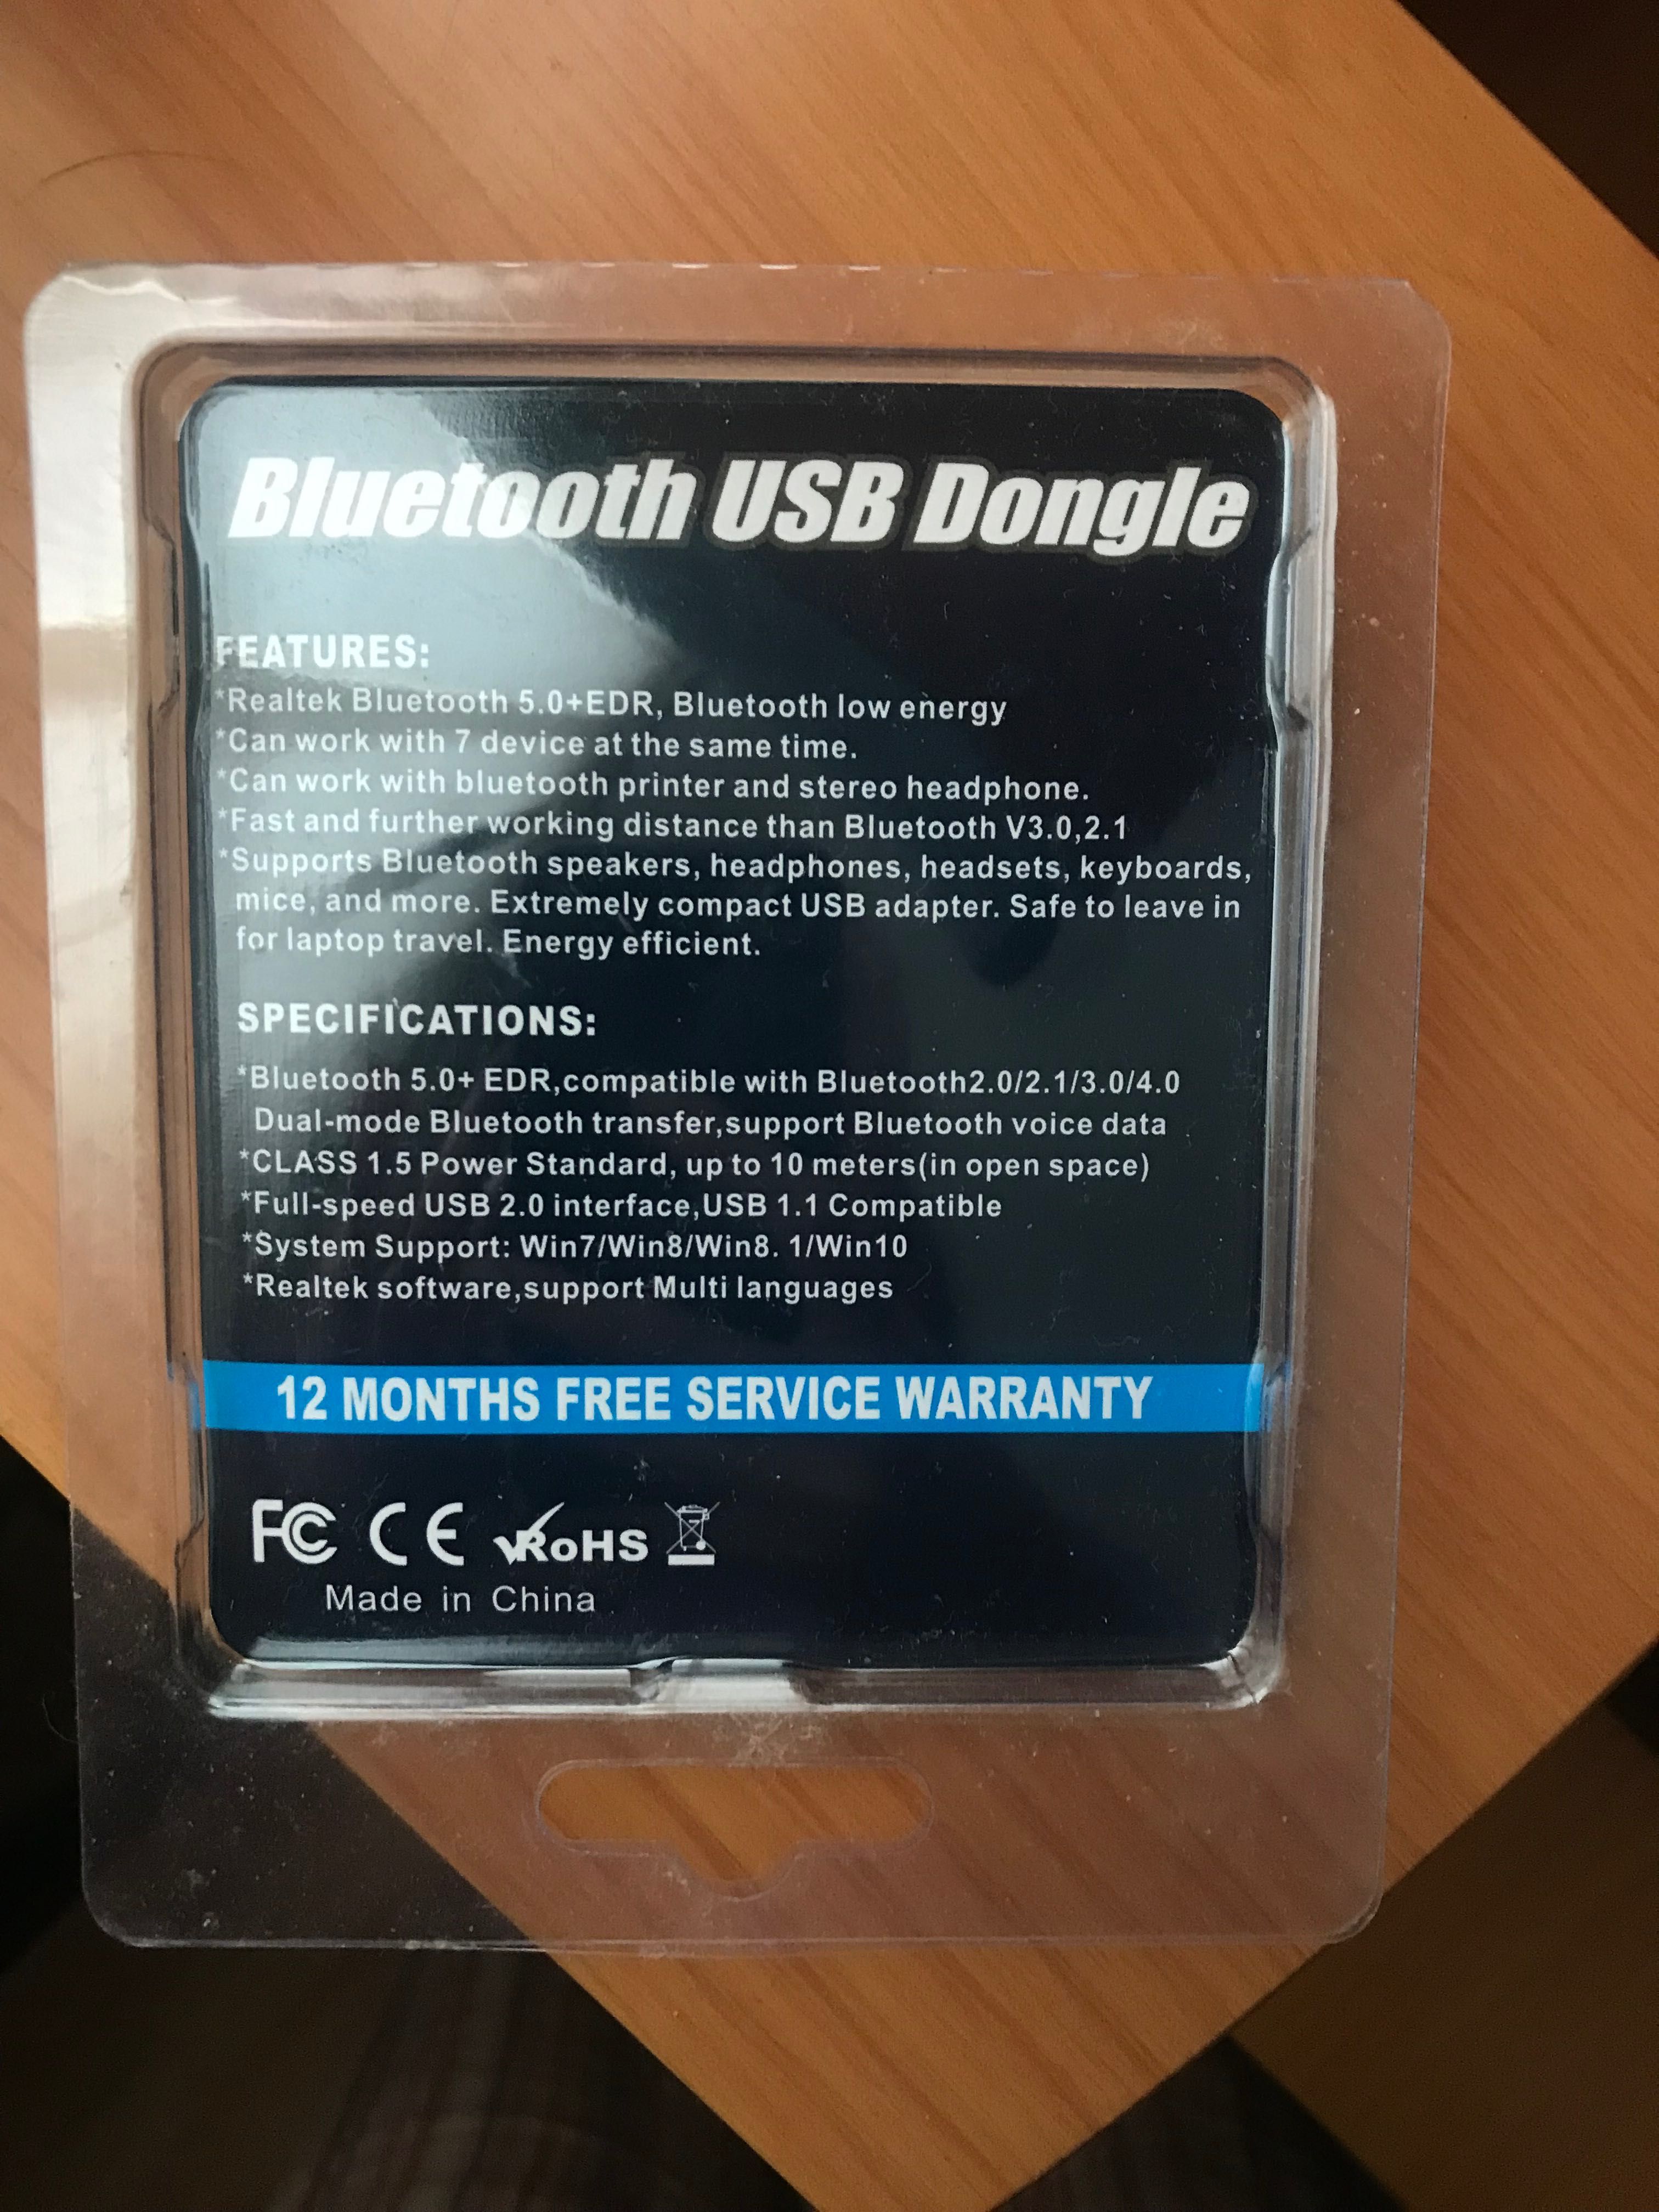 Bluetooth USB Dongle
FEATURES:
*Realtek Bluetooth 5.0+EDR, Bluetooth low energy
*Can work with 7 device at the same time.
*Can work with bluetooth printer and stereo headphone.
*Fast and further working distance than Bluetooth V3.0,2.1
*Supports Bluetooth speakers, headphones, headsets, keyboards,
mice, and more. Extremely compact USB adapter. Safe to leave in
for laptop travel. Energy efficient.
SPECIFICATIONS:
*Bluetooth 5.0+ EDR,compatible with Bluetooth2.0/2.1/3.0/4.0
Dual-mode Bluetooth transfer,support Bluetooth voice data
*CLASS 1.5 Power Standard, up to 10 meters(in open space)
*Full-speed USB 2.0 interface,USB 1.1 Compatible
*System Support: Win7/Win8/Win8. 1/Win10
*Realtek software,support Multi languages
12 MONTHS FREE SERVICE WARRANTY
FC CE RoHS
Made in China